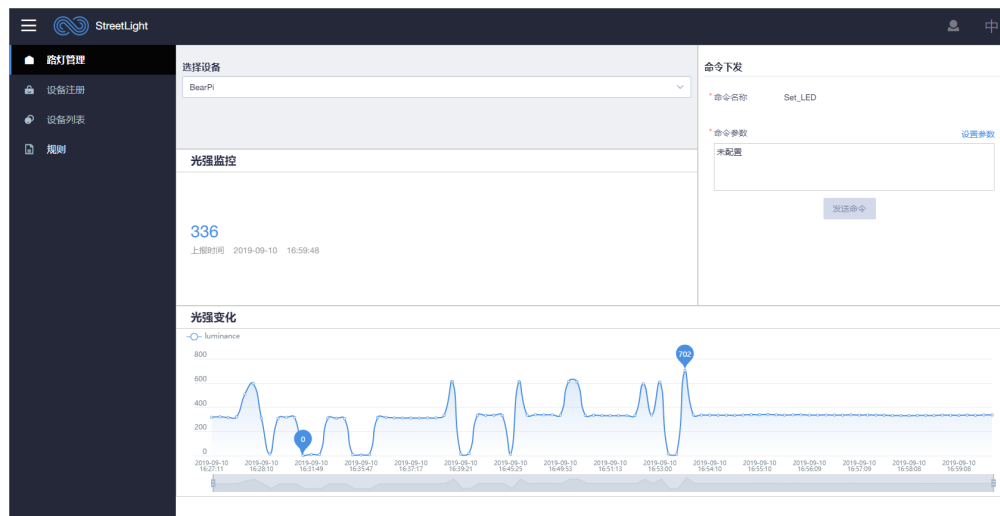 StreetLight
中
路灯管理
设备注册
设备列表
规则
选择设备
BearPi
命令下发
*命令名称 Set_LED
*命令参数 设置参数
未配置
发送命令
光强监控
336
上报时间 2019-09-10 16:59:48
光强变化
luminance
800
600
400
200
0
702
0
2019-09-10 2019-09-10 2019-09-10 2019-09-10 2019-09-10 2019-09-10 2019-09-10 2019-09-10 2019-09-10 2019-09-10 2019-09-10 2019-09-10 2019-09-10 2019-09-10 2019-09-10 2019-09-10
16:27:11 16:28:10 16:31:49 16:35:47 16:37:17 16:39:21 16:45:25 16:49:53 16:51:13 16:53:00 16:54:10 16:55:10 16:56:09 16:57:09 16:58:08 16:59:08